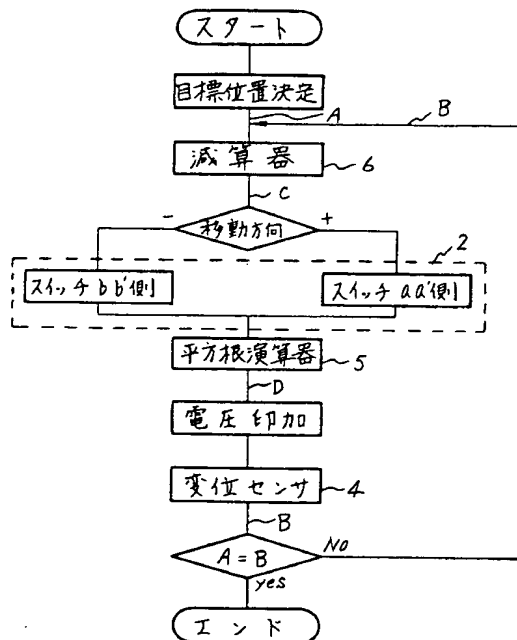 スタート
目標位置決定
A
B
減算器
6
C
- 移動方向 +
2
スイッチbb'側
スイッチaa'側
平方根演算器
5
D
電圧印加
変位センサ
4
B
A=B
NO
yes
エンド